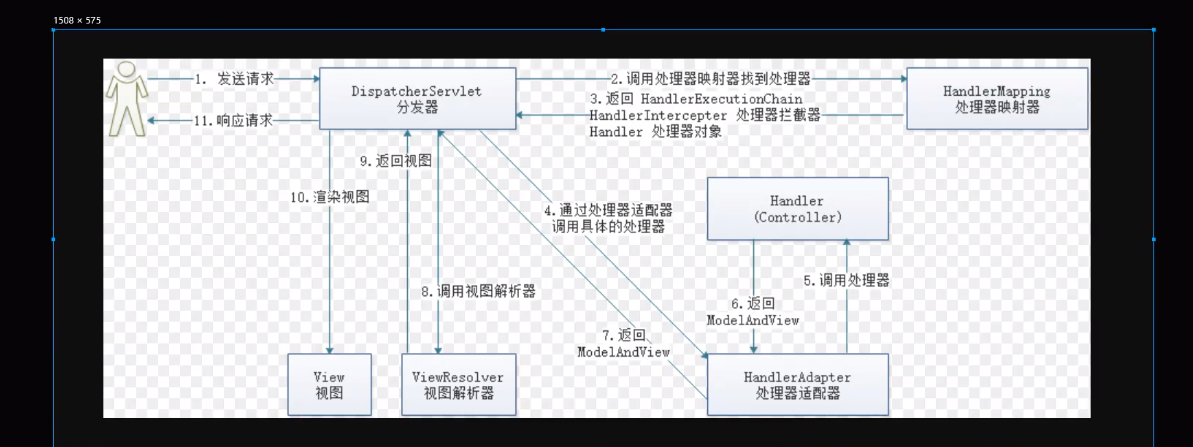 1508 × 575
1. 发送请求
DispatcherServlet
分发器
2.调用处理器映射器找到处理器
HandlerMapping
处理器映射器
3.返回 HandlerExecutionChain
HandlerIntercepter 处理器拦截器
Handler 处理器对象
11.响应请求
9.返回视图
10.渲染视图
4.通过处理器适配器
调用具体的处理器
Handler
(Controller)
5.调用处理器
8.调用视图解析器
6.返回
ModelAndView
7.返回
ModelAndView
View
视图
ViewResolver
视图解析器
HandlerAdapter
处理器适配器